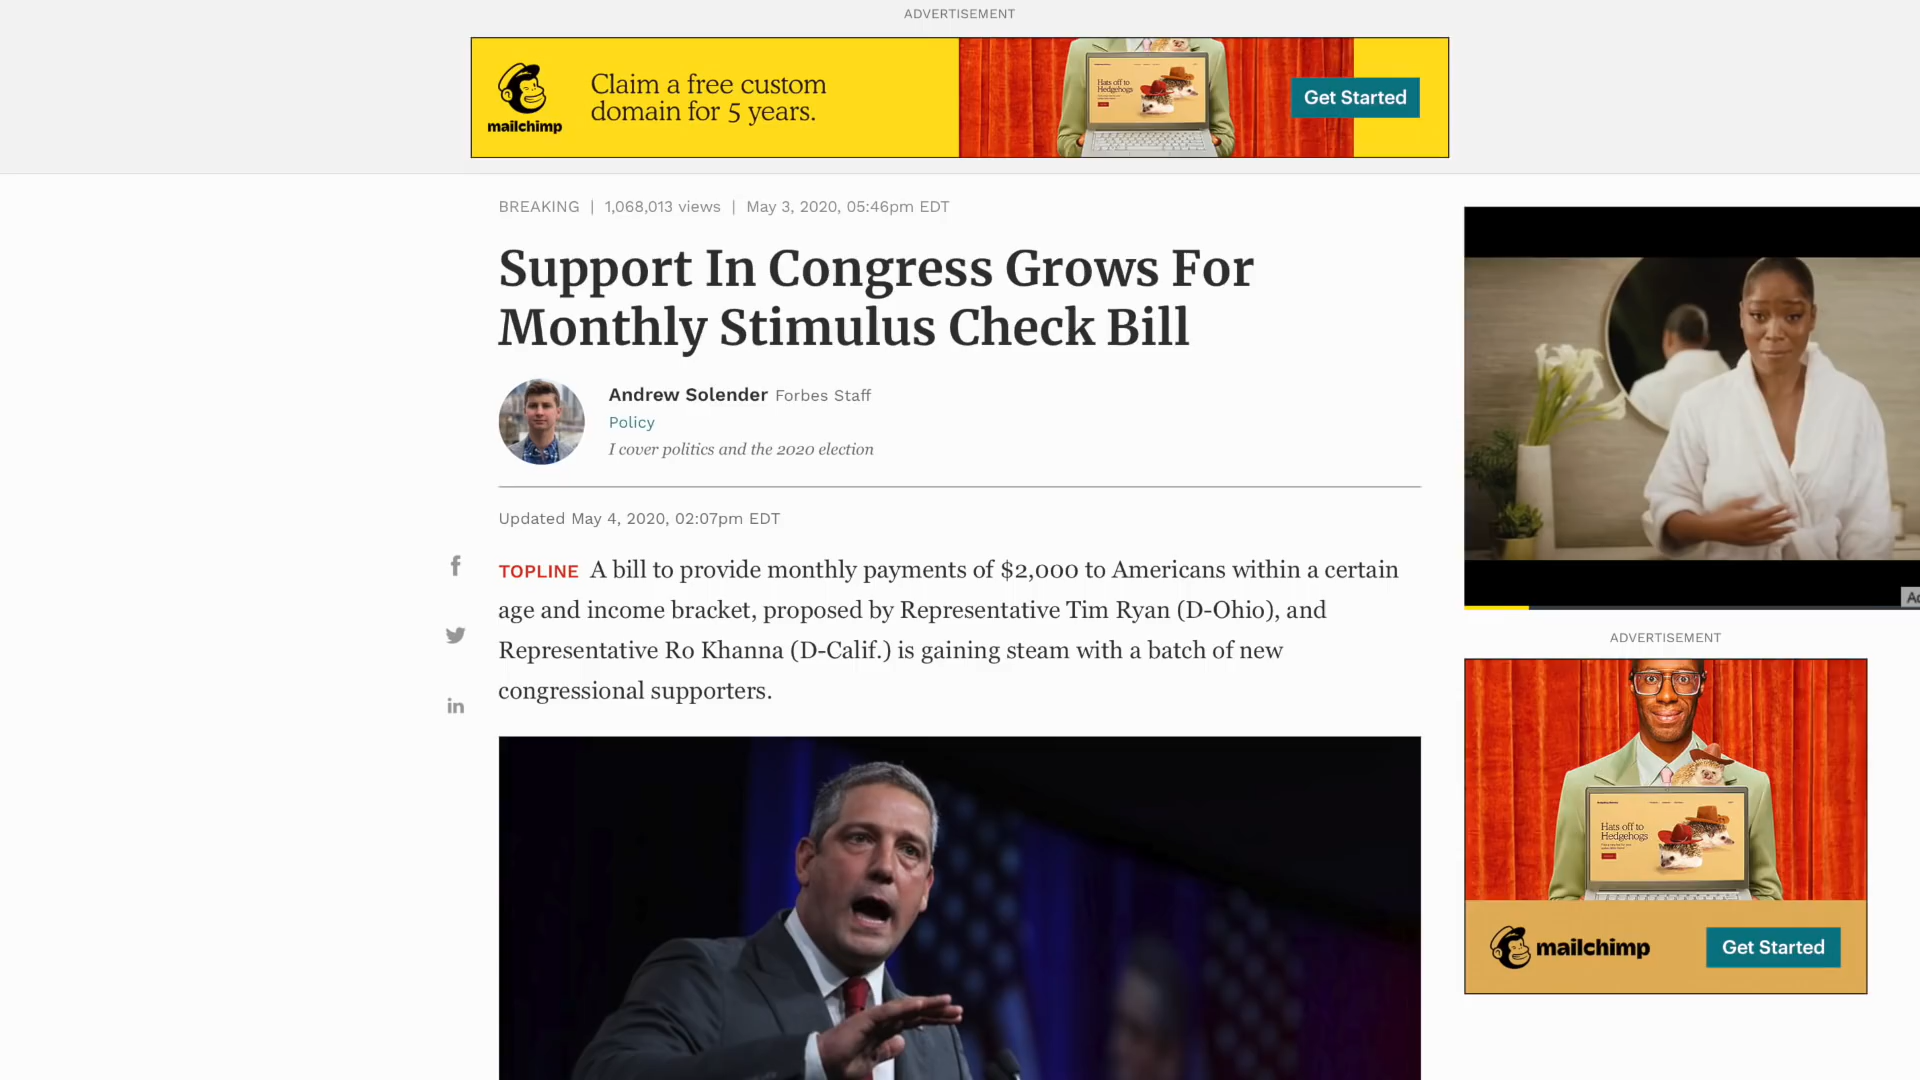 ADVERTISEMENT
mailchimp
Claim a free custom
domain for 5 years.
Hats off to
Hedgehogs
Get Started
BREAKING | 1,068,013 views | May 3, 2020, 05:46pm EDT
Support In Congress Grows For
Monthly Stimulus Check Bill
Andrew Solender Forbes Staff
Policy
I cover politics and the 2020 election
Updated May 4, 2020, 02:07pm EDT
TOPLINE A bill to provide monthly payments of $2,000 to Americans within a certain
age and income bracket, proposed by Representative Tim Ryan (D-Ohio), and
Representative Ro Khanna (D-Calif.) is gaining steam with a batch of new
congressional supporters.
ADVERTISEMENT
Hats off to
Hedgehogs
mailchimp
Get Started